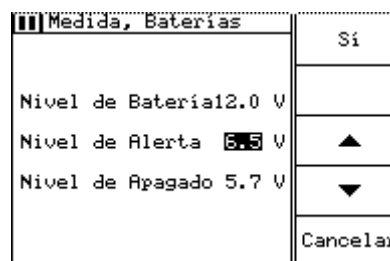 Medida, Baterías
Sí
Nivel de Batería12.0 V
Nivel de Alerta 6.5 V
Nivel de Apagado 5.7 V
Cancelar